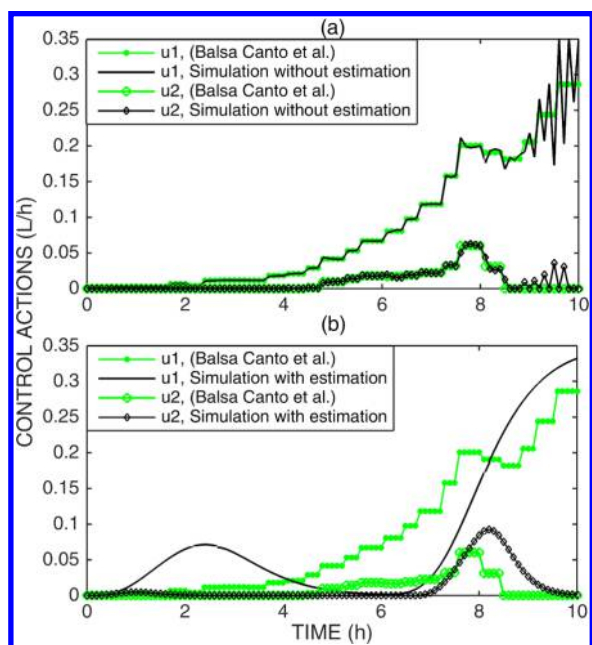 (a)
0.35
0.3
0.25
0.2
0.15
0.1
0.05
0
u1, (Balsa Canto et al.)
u1, Simulation without estimation
u2, (Balsa Canto et al.)
u2, Simulation without estimation
0 2 4 6 8 10
CONTROL ACTIONS (L/h)
(b)
0.35
0.3
0.25
0.2
0.15
0.1
0.05
0
u1, (Balsa Canto et al.)
u1, Simulation with estimation
u2, (Balsa Canto et al.)
u2, Simulation with estimation
0 2 4 6 8 10
TIME (h)